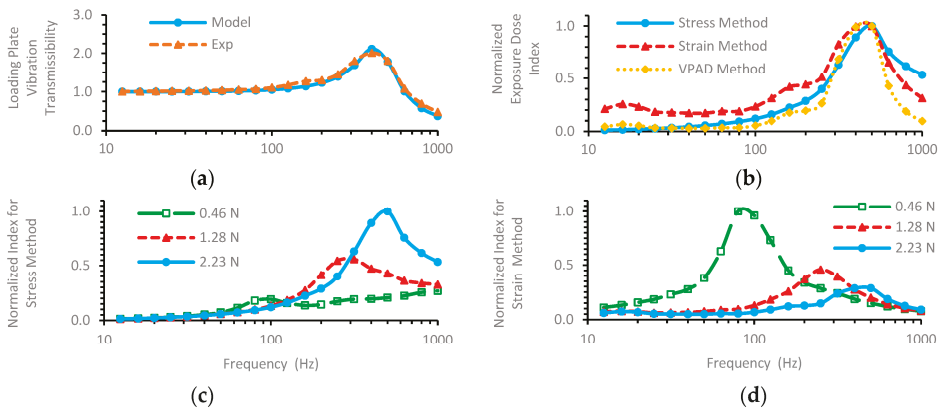 Loading Plate
Vibration
Transmissibility
3.0
2.0
1.0
0.0
Model
Exp
10
100
1000
(a)
Normalized
Exposure Dose
Index
1.0
0.5
0.0
Stress Method
Strain Method
VPAD Method
10
100
1000
(b)
Normalized Index for
Stress Method
1.0
0.5
0.0
0.46 N
1.28 N
2.23 N
10
100
1000
Frequency (Hz)
(c)
Normalized Index for
Strain Method
1.0
0.5
0.0
0.46 N
1.28 N
2.23 N
10
100
1000
Frequency (Hz)
(d)